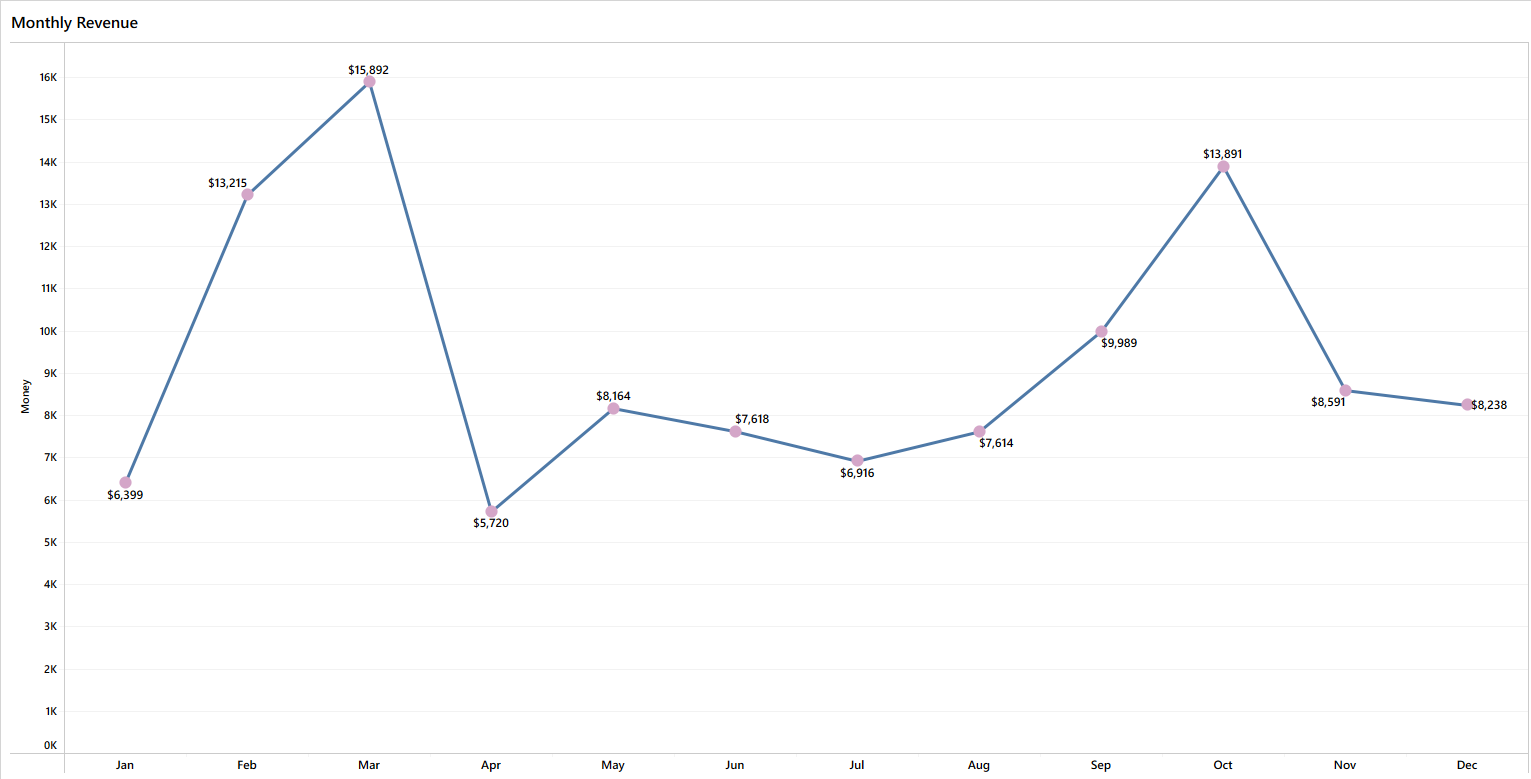 Monthly Revenue
16K
15K
14K
13K
12K
11K
10K
9K
8K
7K
6K
5K
4K
3K
2K
1K
0K
Money
$6,399
$13,215
$15,892
$5,720
$8,164
$7,618
$6,916
$7,614
$9,989
$13,891
$8,591
$8,238
Jan Feb Mar Apr May Jun Jul Aug Sep Oct Nov Dec